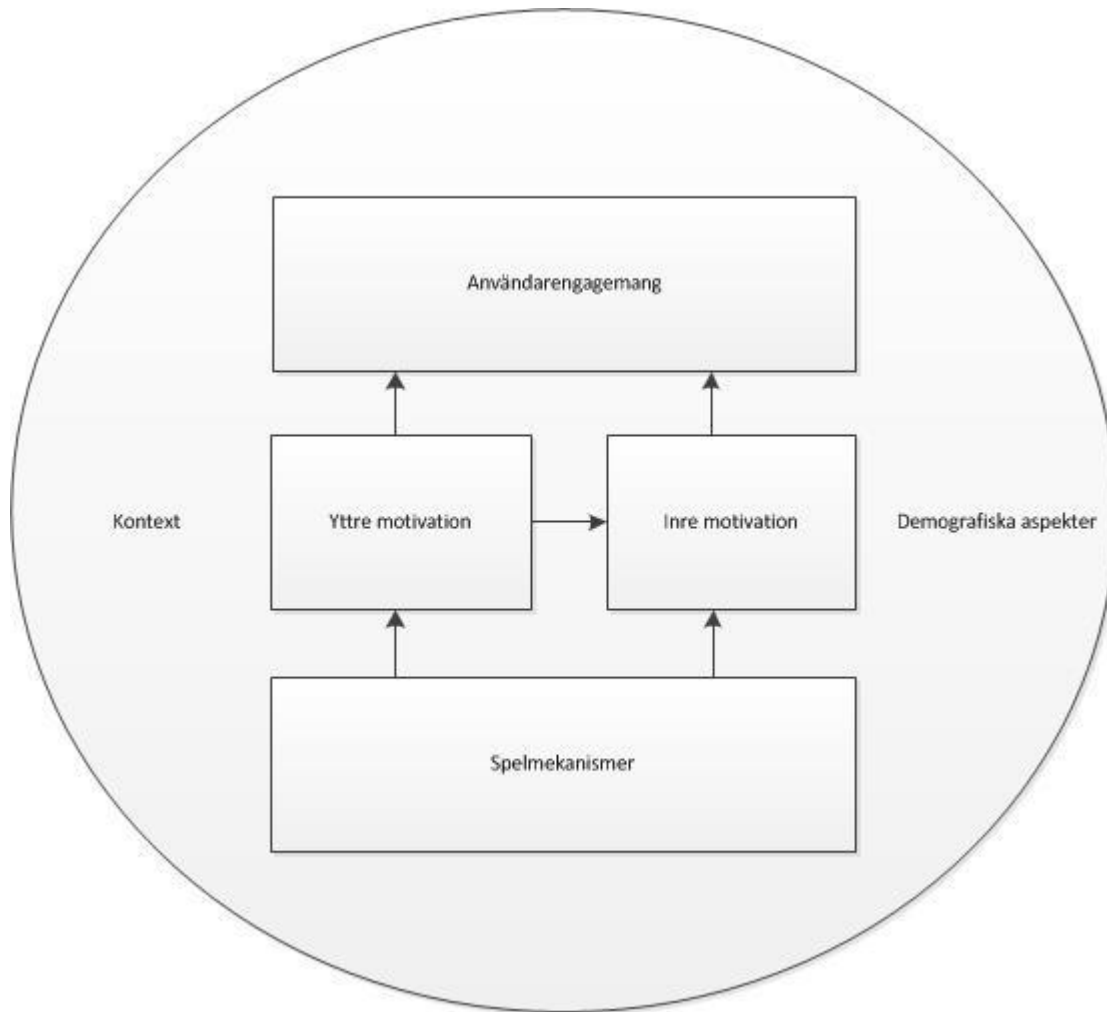 Användarengagemang
Kontext
Yttre motivation
Inre motivation
Demografiska aspekter
Spelmekanismer